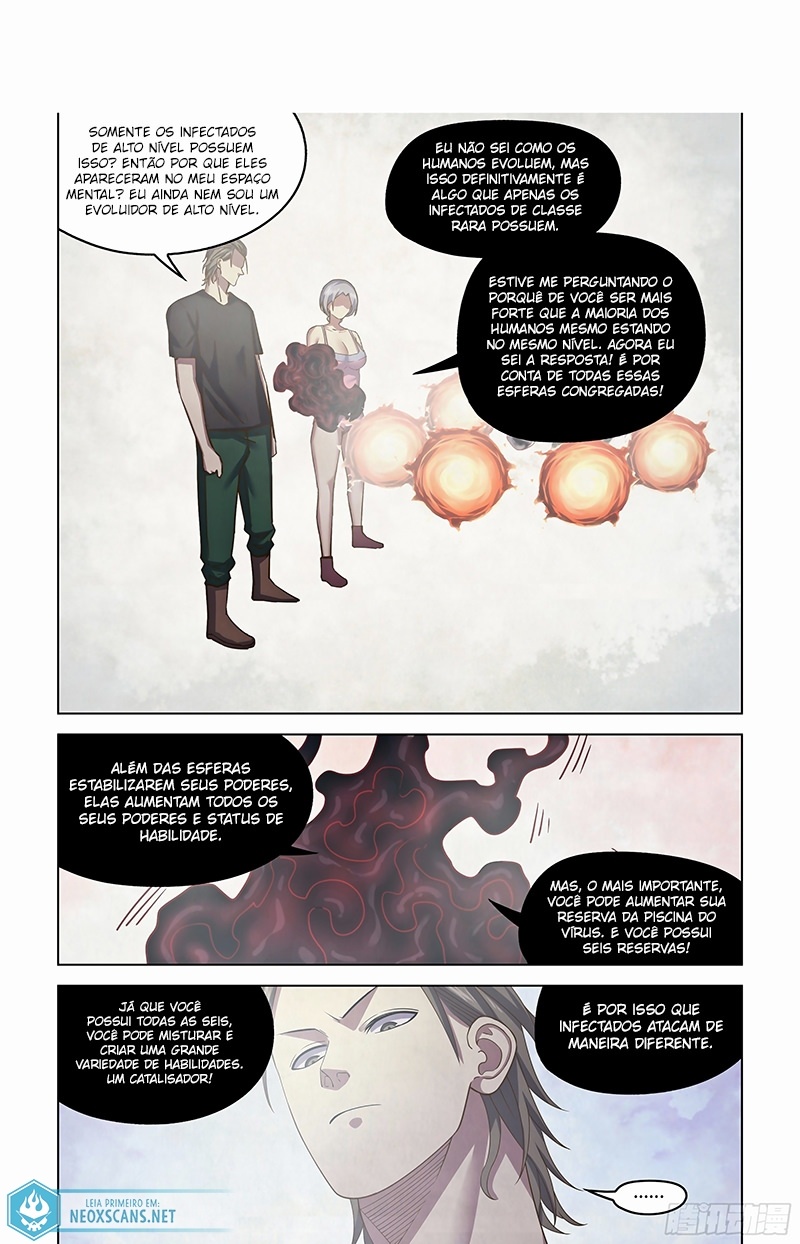 SOMENTE OS INFECTADOS
DE ALTO NÍVEL POSSUEM
ISSO? ENTÃO POR QUE ELES
APARECERAM NO MEU ESPAÇO
MENTAL? EU AINDA NEM SOU UM
EVOLUIDOR DE ALTO NÍVEL.
EU NÃO SEI COMO OS
HUMANOS EVOLUEM, MAS
ISSO DEFINITIVAMENTE É
ALGO QUE APENAS OS
INFECTADOS DE CLASSE
RARA POSSUEM.
ESTIVE ME PERGUNTANDO O
PORQUÊ DE VOCÊ SER MAIS
FORTE QUE A MAIORIA DOS
HUMANOS MESMO ESTANDO
NO MESMO NÍVEL. AGORA EU
SEI A RESPOSTA! É POR
CONTA DE TODAS ESSAS
ESFERAS CONGREGADAS!
ALÉM DAS ESFERAS
ESTABILIZAREM SEUS PODERES,
ELAS AUMENTAM TODOS OS
SEUS PODERES E STATUS DE
HABILIDADE.
MAS, O MAIS IMPORTANTE,
VOCÊ PODE AUMENTAR SUA
RESERVA DA PISCINA DO
VÍRUS. E VOCÊ POSSUI
SEIS RESERVAS!
JÁ QUE VOCÊ
POSSUI TODAS AS SEIS,
VOCÊ PODE MISTURAR E
CRIAR UMA GRANDE
VARIEDADE DE HABILIDADES.
UM CATALISADOR!
É POR ISSO QUE
INFECTADOS ATACAM DE
MANEIRA DIFERENTE.
......
LEIA PRIMEIRO EM:
NEOXSCANS.NET
腾讯动漫